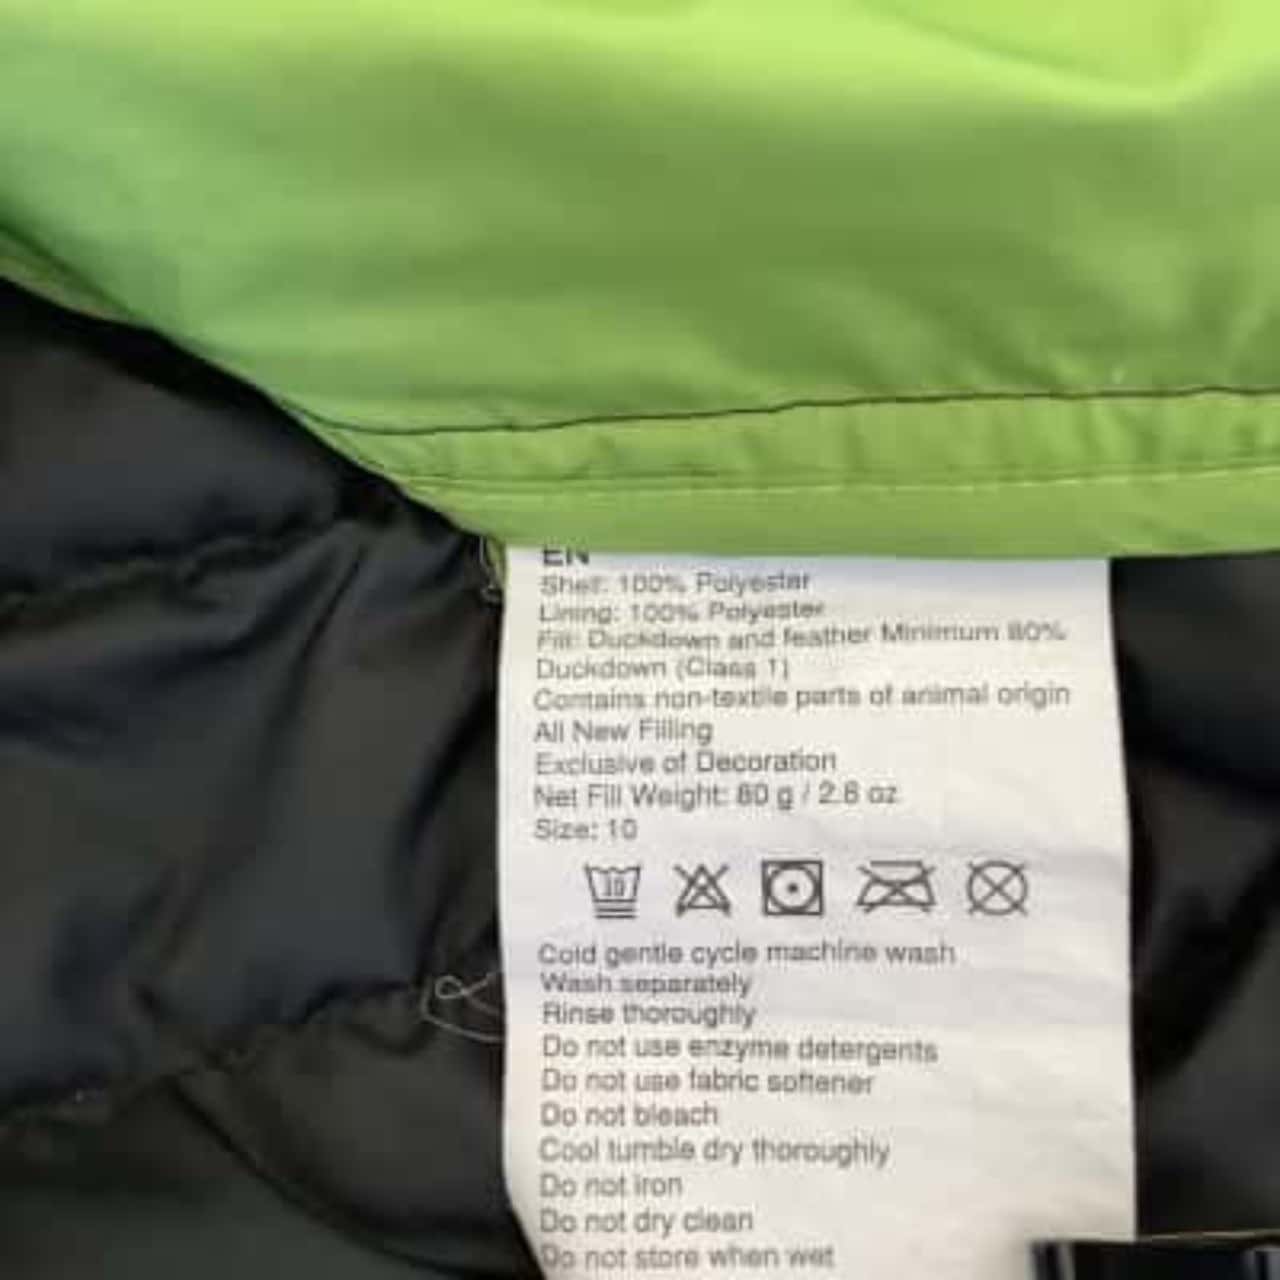 EN
Shell: 100% Polyester
Lining: 100% Polyester
Fill: Duckdown and feather Minimum 80%
Duckdown (Class 1)
Contains non-textile parts of animal origin
All New Filling
Exclusive of Decoration
Net Fill Weight: 80 g / 2.8 oz
Size: 10
Cold gentle cycle machine wash
Wash separately
Rinse thoroughly
Do not use enzyme detergents
Do not use fabric softener
Do not bleach
Cool tumble dry thoroughly
Do not iron
Do not dry clean
Do not store when wet